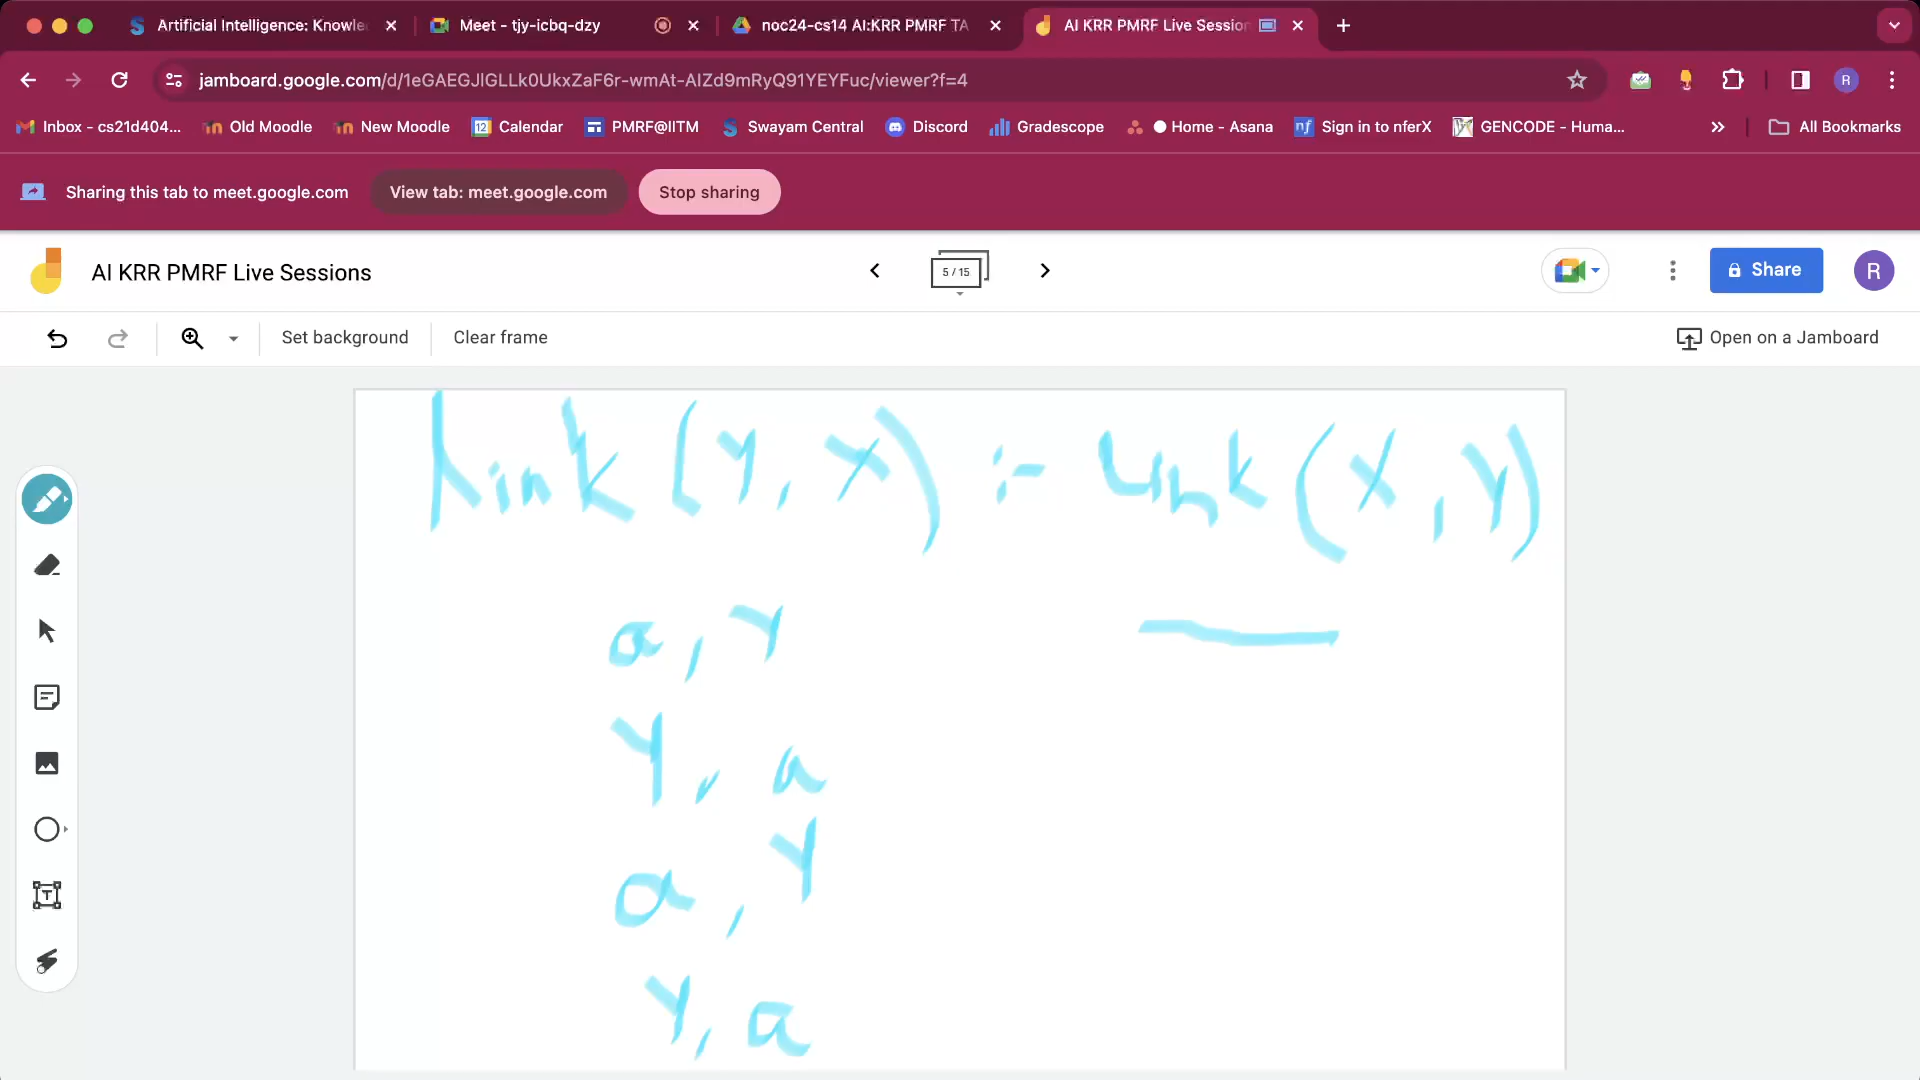 Artificial Intelligence: Knowle
Meet - tjy-icbq-dzy
noc24-cs14 AI:KRR PMRF TA
AI KRR PMRF Live Session
jamboard.google.com/d/1eGAEGJlGLLk0UkxZaF6r-wmAt-AIZd9mRyQ91YEYFuc/viewer?f=4
R
Inbox - cs21d404...
Old Moodle
New Moodle
12
Calendar
PMRF@IITM
Swayam Central
Discord
Gradescope
Home - Asana
nf
Sign in to nferX
GENCODE - Huma...
All Bookmarks
Sharing this tab to meet.google.com
View tab: meet.google.com
Stop sharing
AI KRR PMRF Live Sessions
5 / 15
Share
R
Set background
Clear frame
Open on a Jamboard
Link (Y, X) :- Link (X, Y)
a, Y
Y, a
a, Y
Y, a